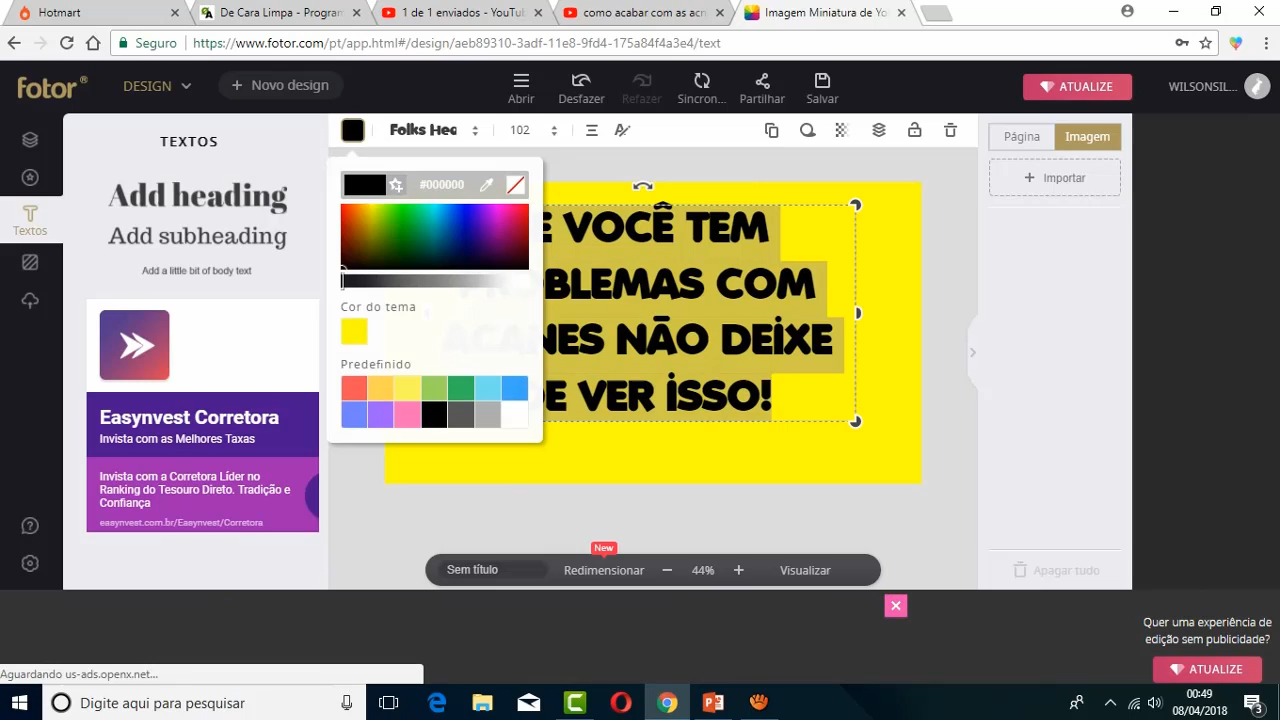 Hotmart
De Cara Limpa - Program
1 de 1 enviados - YouTu
como acabar com as acn
Imagem Miniatura de Yo
Seguro
https://www.fotor.com/pt/app.html#/design/aeb89310-3adf-11e8-9fd4-175a84f4a3e4/text
fotor®
DESIGN
+ Novo design
Abrir
Desfazer
Refazer
Sincron...
Partilhar
Salvar
ATUALIZE
WILSONSIL...
TEXTOS
Folks Hea
102
Página
Imagem
+ Importar
Textos
Add heading
Add subheading
Add a little bit of body text
#000000
Cor do tema
Predefinido
E VOCÊ TEM
PROBLEMAS COM
ACANES NÃO DEIXE
DE VER ISSO!
Easynvest Corretora
Invista com as Melhores Taxas
Invista com a Corretora Líder no
Ranking do Tesouro Direto. Tradição e
Confiança
easynvest.com.br/Easynvest/Corretora
New
Sem título
Redimensionar
44%
Visualizar
Apagar tudo
Quer uma experiência de
edição sem publicidade?
ATUALIZE
Aguardando us-ads.openx.net...
Digite aqui para pesquisar
00:49
08/04/2018
3